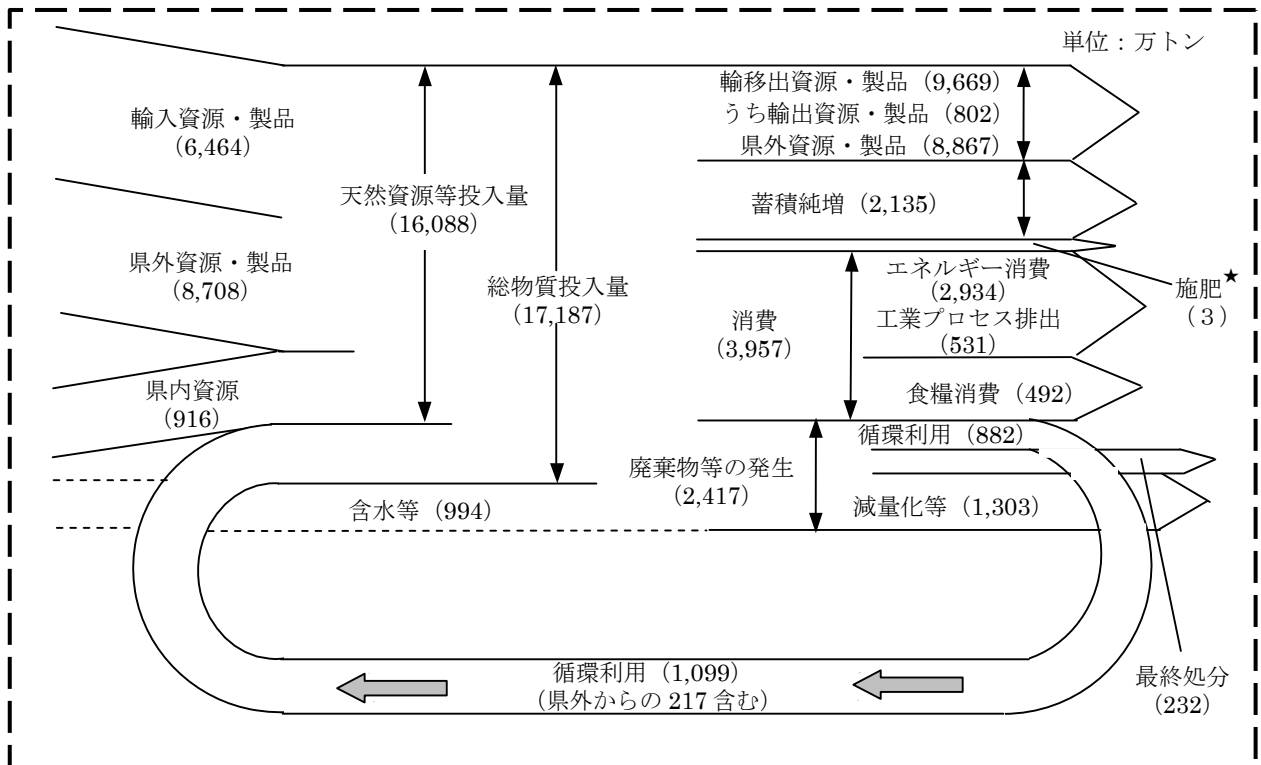 単位：万トン
輸入資源・製品
(6,464)
県外資源・製品
(8,708)
県内資源
(916)
天然資源等投入量
(16,088)
総物質投入量
(17,187)
輸移出資源・製品（9,669）
うち輸出資源・製品（802）
県外資源・製品（8,867）
蓄積純増（2,135）
施肥★
（３）
消費
(3,957)
エネルギー消費
(2,934)
工業プロセス排出
(531)
食糧消費（492）
廃棄物等の発生
(2,417)
循環利用（882）
減量化等（1,303）
含水等（994）
最終処分
(232)
循環利用（1,099）
（県外からの 217 含む）